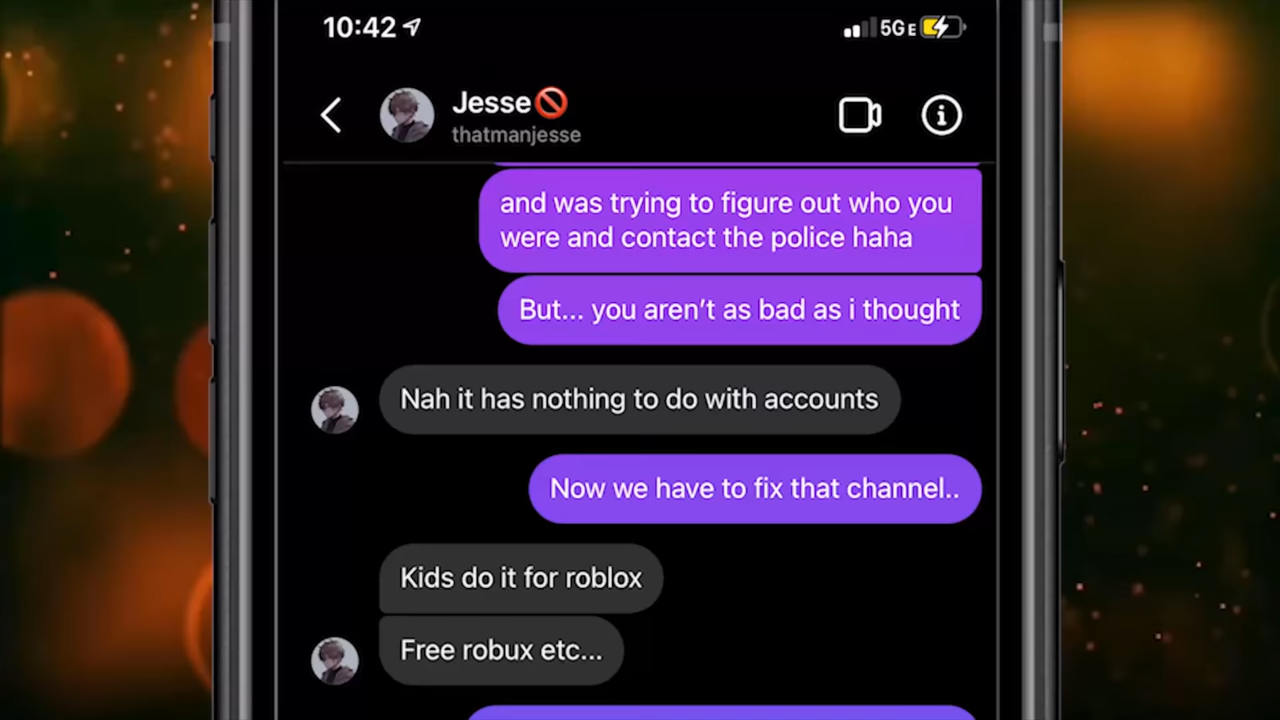 10:42 5GE
Jesse🚫
thatmanjesse
and was trying to figure out who you
were and contact the police haha
But... you aren't as bad as i thought
Nah it has nothing to do with accounts
Now we have to fix that channel..
Kids do it for roblox
Free robux etc...